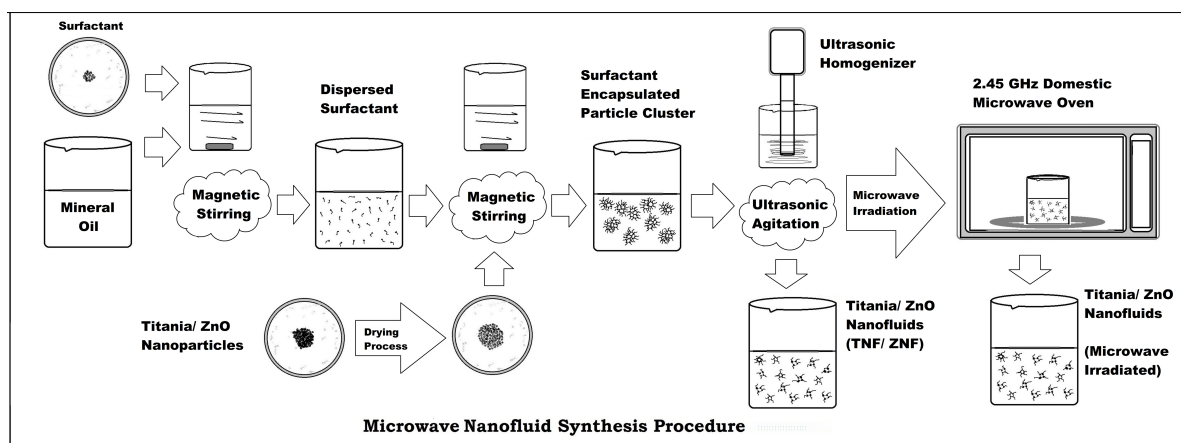 Surfactant
Mineral
Oil
Magnetic
Stirring
Dispersed
Surfactant
Magnetic
Stirring
Titania/ ZnO
Nanoparticles
Drying
Process
Surfactant
Encapsulated
Particle Cluster
Ultrasonic
Homogenizer
Ultrasonic
Agitation
Microwave
Irradiation
2.45 GHz Domestic
Microwave Oven
Titania/ ZnO
Nanofluids
(TNF/ ZNF)
Titania/ ZnO
Nanofluids
(Microwave
Irradiated)
Microwave Nanofluid Synthesis Procedure